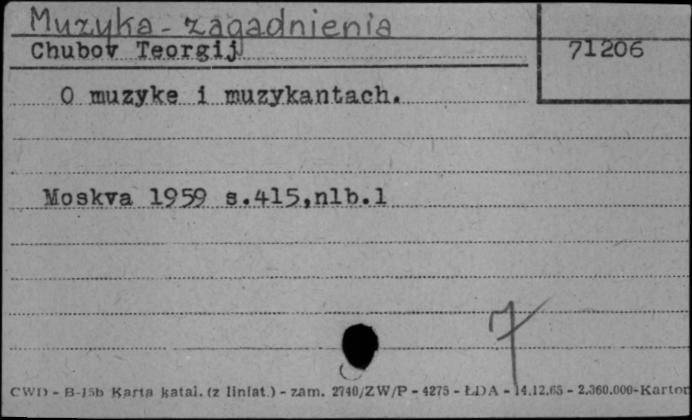 Muzyka - zagadnienia
Chubov Teorgij
71206
O muzyke i muzykantach.
Moskva 1959 s.415,nlb.1
7
CWD - B-15b Karta katal. (z liniat.) - zam. 2740/ZW/P - 4275 - ŁDA - 14.12.65 - 2.360.000-Karton